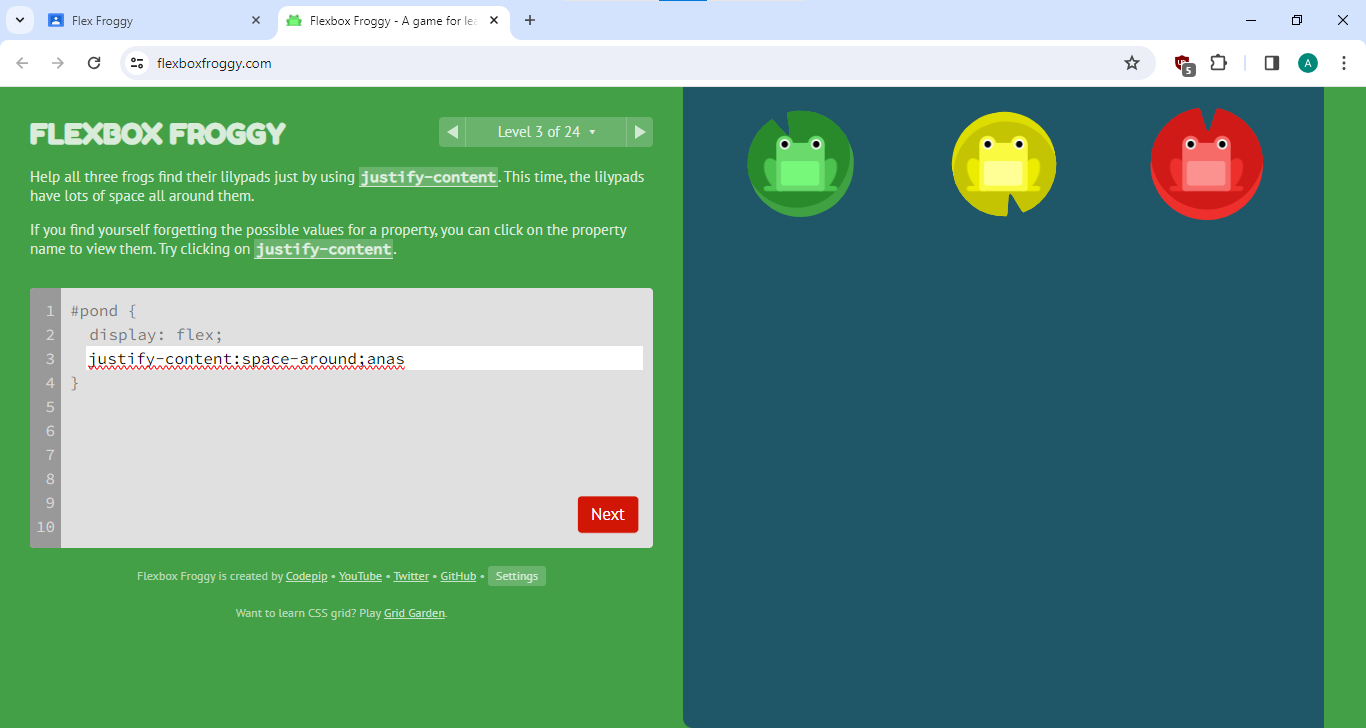 Flex Froggy
Flexbox Froggy - A game for lea
flexboxfroggy.com
5
A
FLEXBOX FROGGY
Level 3 of 24
Help all three frogs find their lilypads just by using justify-content. This time, the lilypads
have lots of space all around them.
If you find yourself forgetting the possible values for a property, you can click on the property
name to view them. Try clicking on justify-content.
1 #pond {
2 display: flex;
3 justify-content:space-around;anas
4 }
5
6
7
8
9
10
Next
Flexbox Froggy is created by Codepip • YouTube • Twitter • GitHub • Settings
Want to learn CSS grid? Play Grid Garden.